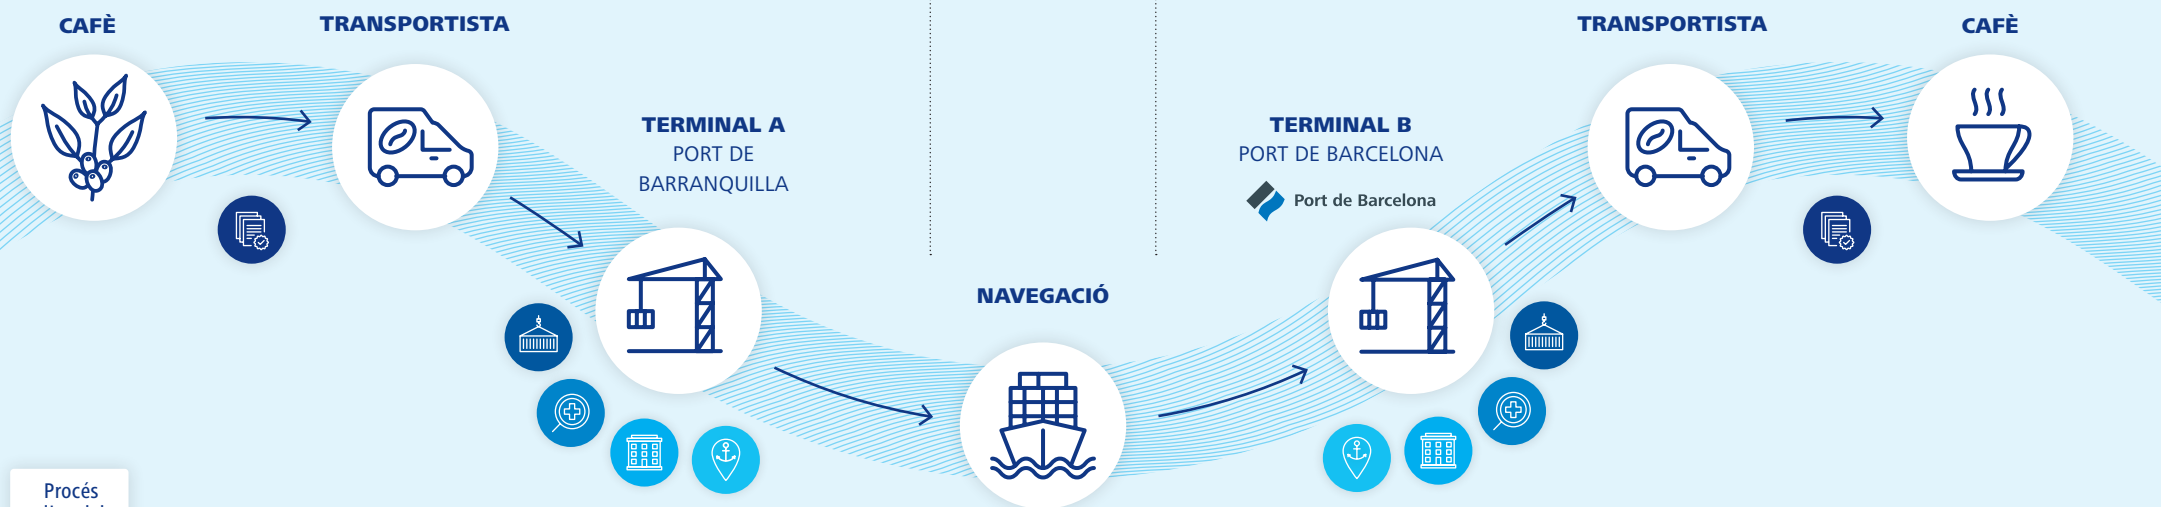 CAFÈ
TRANSPORTISTA
TERMINAL A
PORT DE
BARRANQUILLA
NAVEGACIÓ
TERMINAL B
PORT DE BARCELONA
Port de Barcelona
TRANSPORTISTA
CAFÈ
Procés